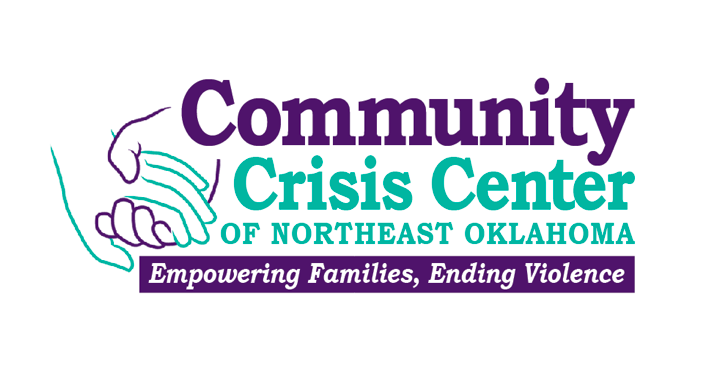 Community
Crisis Center
OF NORTHEAST OKLAHOMA
Empowering Families, Ending Violence